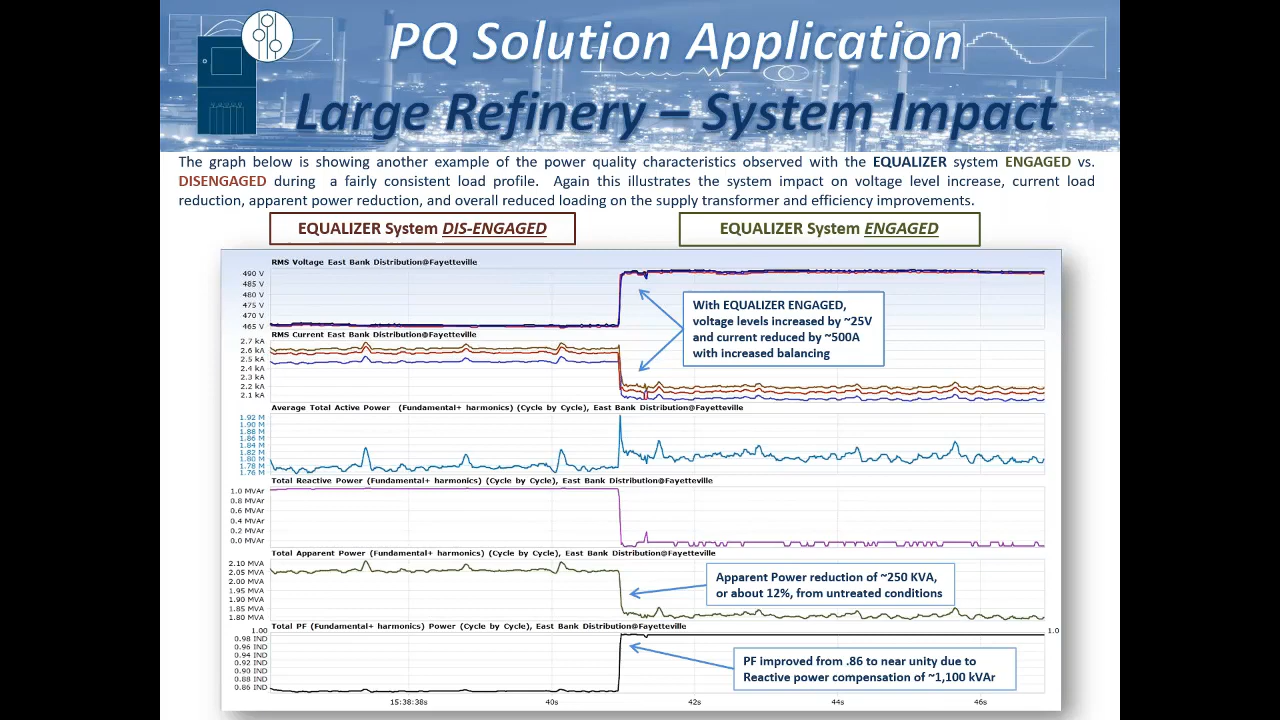 PQ Solution Application
Large Refinery – System Impact
The graph below is showing another example of the power quality characteristics observed with the EQUALIZER system ENGAGED vs.
DISENGAGED during a fairly consistent load profile. Again this illustrates the system impact on voltage level increase, current load
reduction, apparent power reduction, and overall reduced loading on the supply transformer and efficiency improvements.
EQUALIZER System DIS-ENGAGED
EQUALIZER System ENGAGED
RMS Voltage East Bank Distribution@Fayetteville
490 V
485 V
480 V
475 V
470 V
465 V
With EQUALIZER ENGAGED,
voltage levels increased by ~25V
and current reduced by ~500A
with increased balancing
RMS Current East Bank Distribution@Fayetteville
2.7 kA
2.6 kA
2.5 kA
2.4 kA
2.3 kA
2.2 kA
2.1 kA
Average Total Active Power (Fundamental+ harmonics) (Cycle by Cycle), East Bank Distribution@Fayetteville
1.92 M
1.90 M
1.88 M
1.86 M
1.84 M
1.82 M
1.80 M
1.78 M
1.76 M
Total Reactive Power (Fundamental+ harmonics) (Cycle by Cycle), East Bank Distribution@Fayetteville
1.0 MVAr
0.8 MVAr
0.6 MVAr
0.4 MVAr
0.2 MVAr
0.0 MVAr
Total Apparent Power (Fundamental+ harmonics) (Cycle by Cycle), East Bank Distribution@Fayetteville
2.10 MVA
2.05 MVA
2.00 MVA
1.95 MVA
1.90 MVA
1.85 MVA
1.80 MVA
Apparent Power reduction of ~250 KVA,
or about 12%, from untreated conditions
Total PF (Fundamental+ harmonics) Power (Cycle by Cycle), East Bank Distribution@Fayetteville
1.00
1.0
0.98 IND
0.96 IND
0.94 IND
0.92 IND
0.90 IND
0.88 IND
0.86 IND
PF improved from .86 to near unity due to
Reactive power compensation of ~1,100 kVAr
15:38:38s
40s
42s
44s
46s